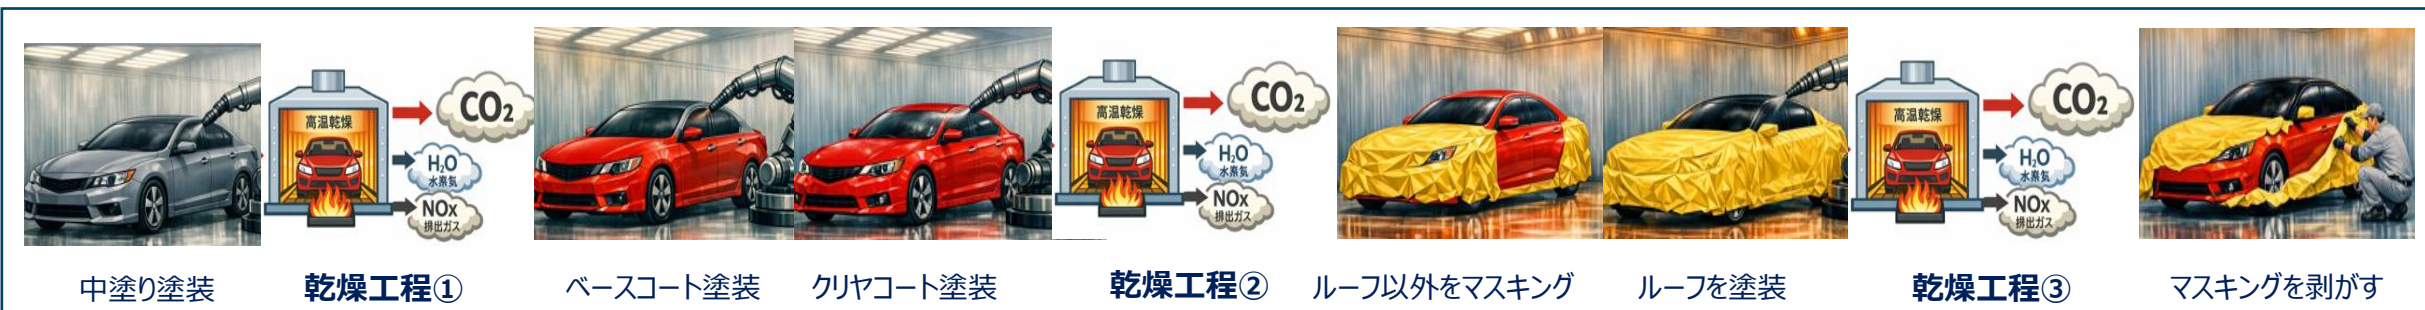 高温乾燥
CO2
H2O
水素気
NOx
排出ガス
高温乾燥
CO2
H2O
水素気
NOx
排出ガス
高温乾燥
CO2
H2O
水素気
NOx
排出ガス
中塗り塗装
乾燥工程①
ベースコート塗装
クリヤコート塗装
乾燥工程②
ルーフ以外をマスキング
ルーフを塗装
乾燥工程③
マスキングを剥がす